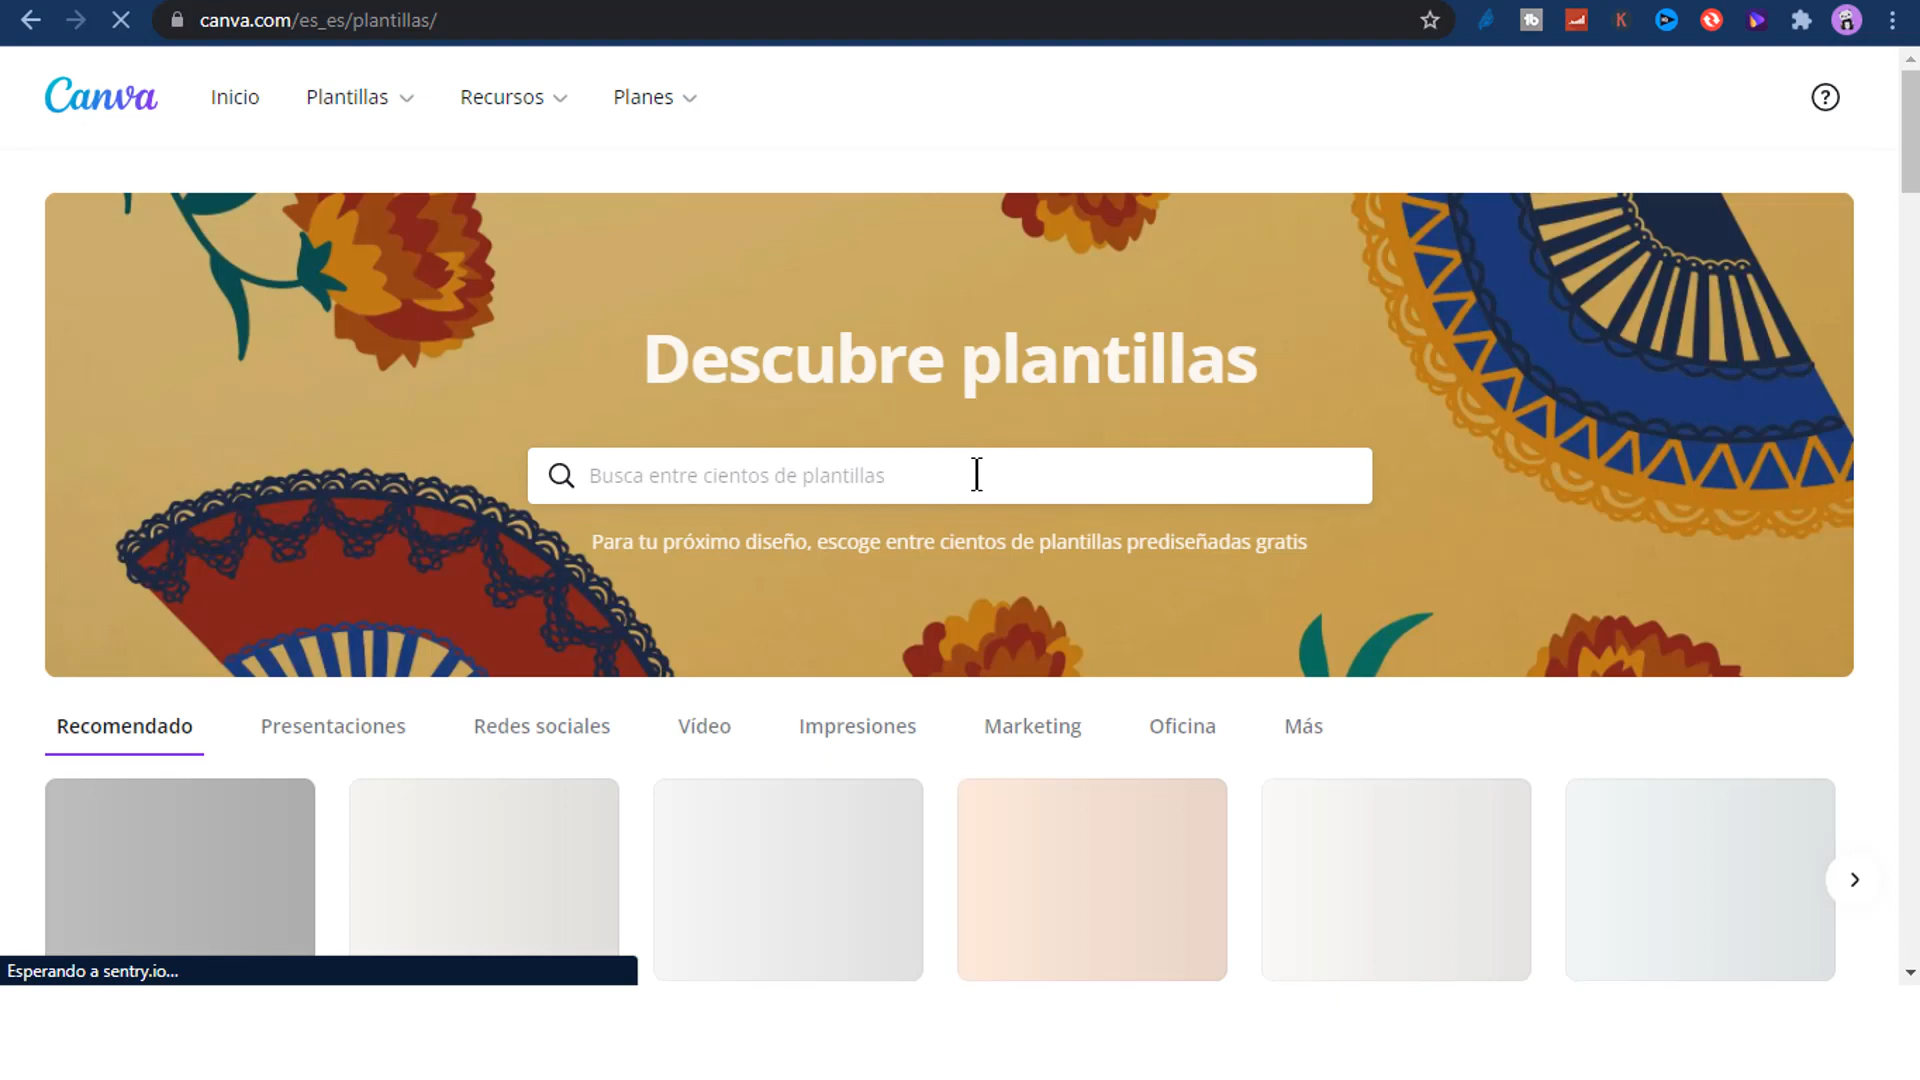 canva.com/es_es/plantillas/
Canva
Inicio
Plantillas
Recursos
Planes
Descubre plantillas
Busca entre cientos de plantillas
Para tu próximo diseño, escoge entre cientos de plantillas prediseñadas gratis
Recomendado
Presentaciones
Redes sociales
Vídeo
Impresiones
Marketing
Oficina
Más
Esperando a sentry.io...